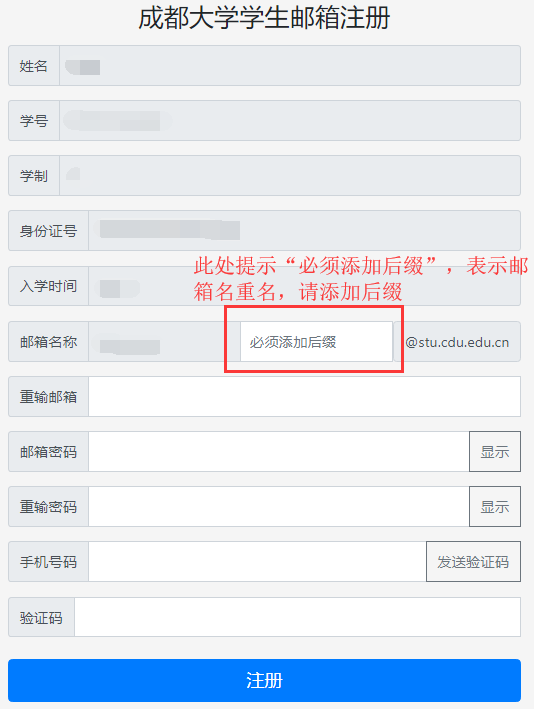 成都大学学生邮箱注册
姓名
学号
学制
身份证号
此处提示“必须添加后缀”，表示邮
箱名重名，请添加后缀
入学时间
邮箱名称 必须添加后缀 @stu.cdu.edu.cn
重输邮箱
邮箱密码 显示
重输密码 显示
手机号码 发送验证码
验证码
注册